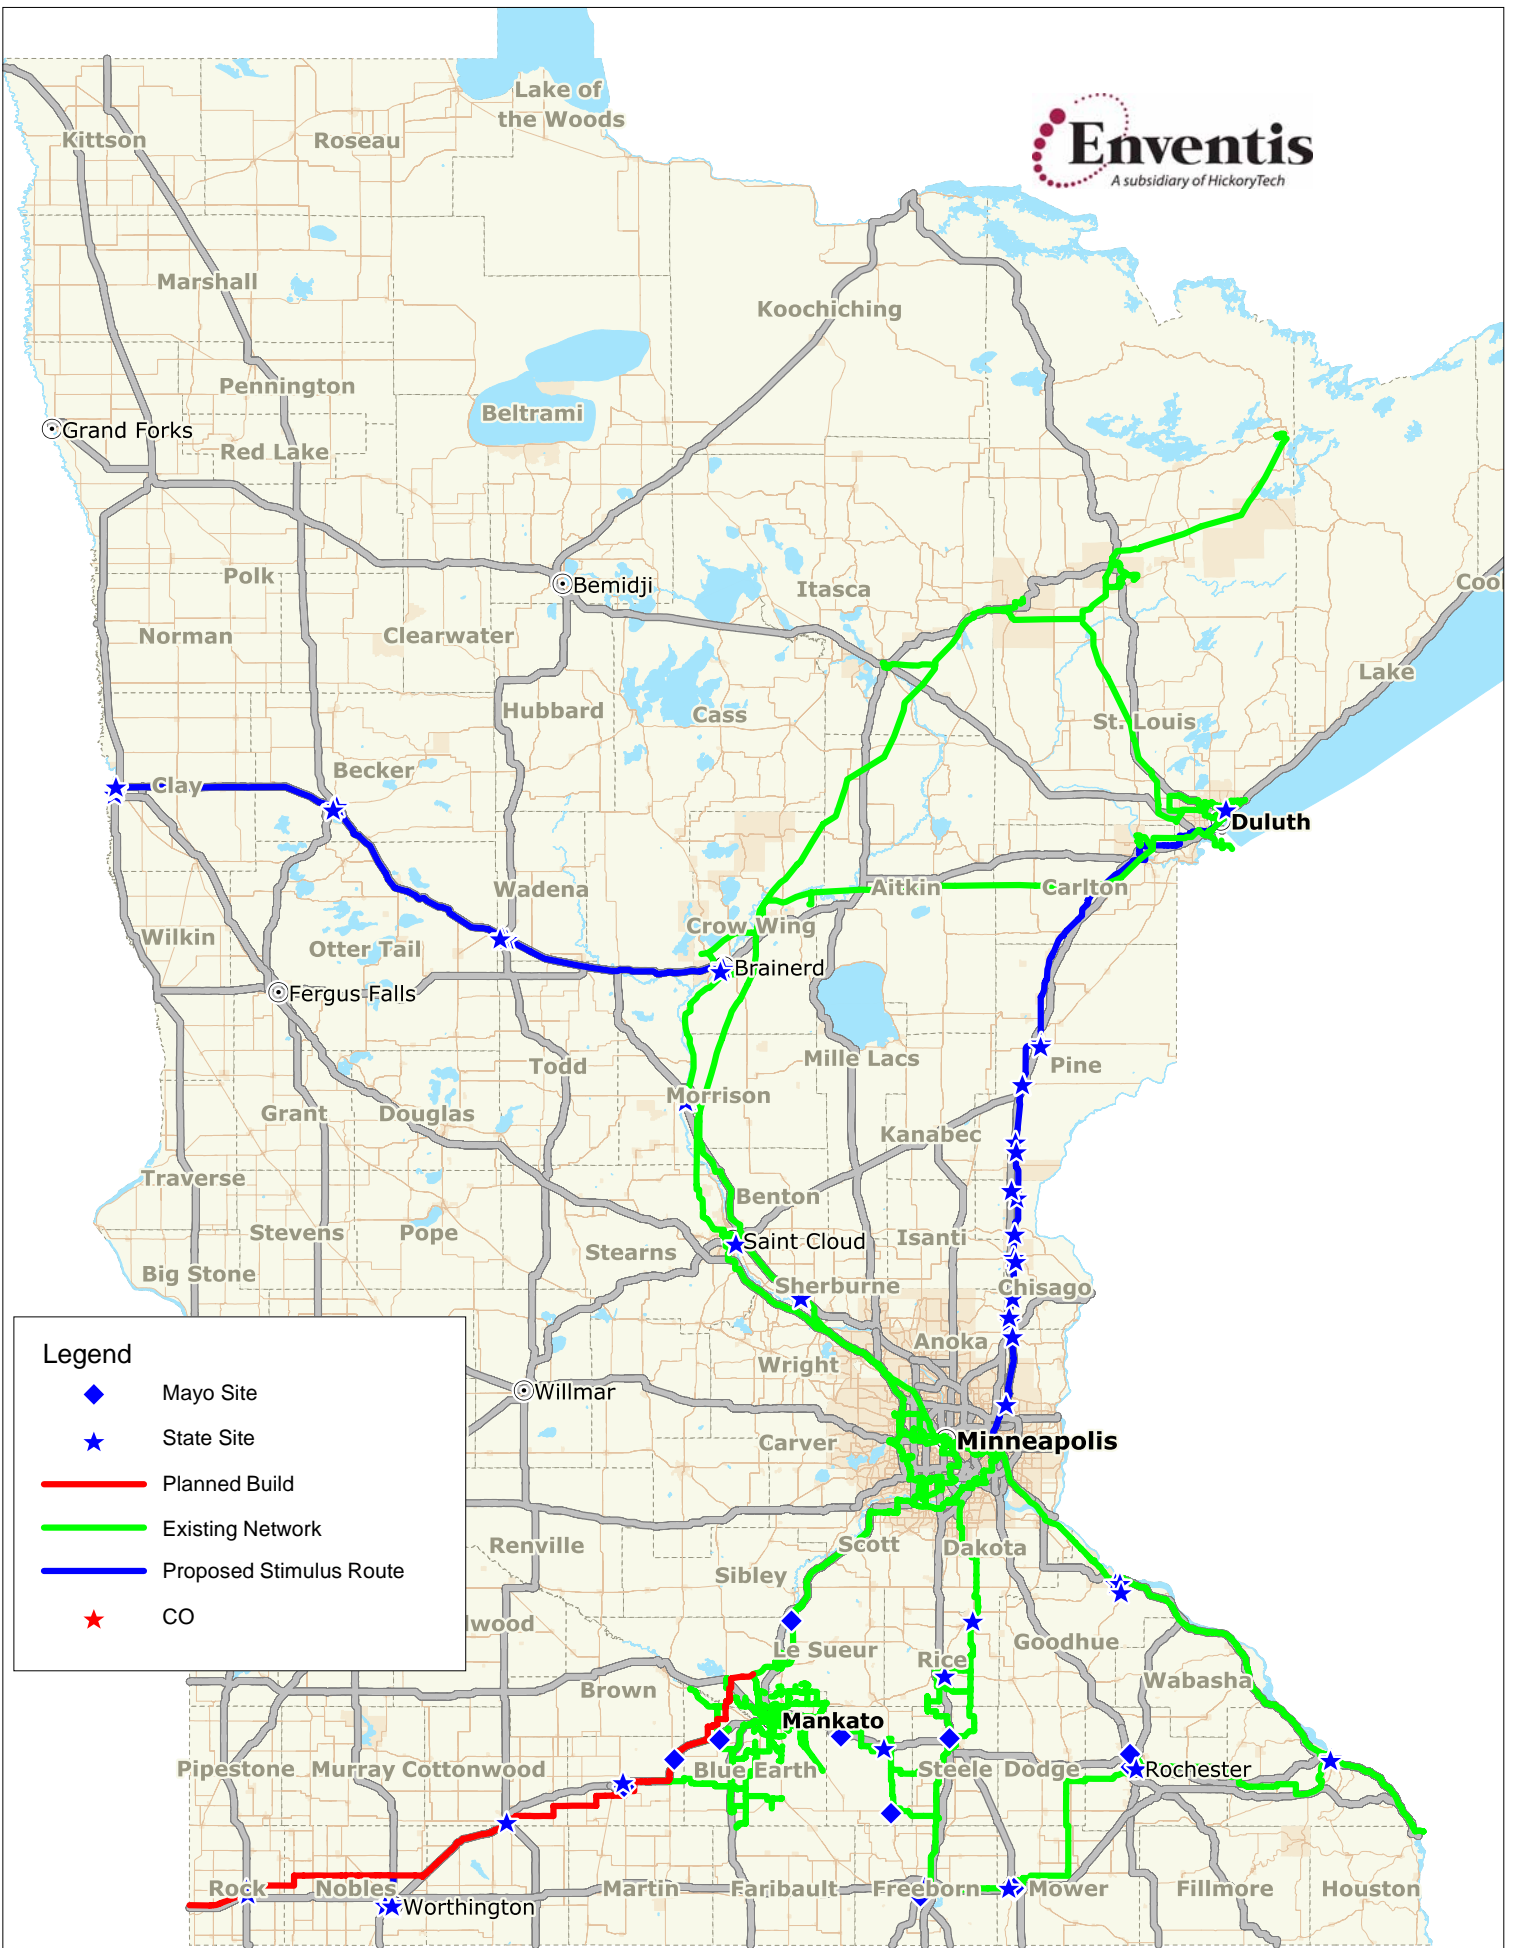 Lake of
the Woods
Kittson
Roseau
Enventis
A subsidiary of HickoryTech
Marshall
Koochiching
Pennington
Beltrami
Grand Forks
Red Lake
Polk
Bemidji
Itasca
Coo
Norman
Clearwater
Lake
Hubbard
Cass
St. Louis
Becker
Clay
Duluth
Wadena
Aitkin
Carlton
Crow Wing
Wilkin
Otter Tail
Brainerd
Fergus Falls
Mille Lacs
Todd
Pine
Morrison
Grant
Douglas
Kanabec
Traverse
Benton
Stevens
Pope
Isanti
Saint Cloud
Stearns
Big Stone
Sherburne
Chisago
Anoka
Legend
Wright
Mayo Site
Willmar
State Site
Carver
Minneapolis
Planned Build
Existing Network
Renville
Scott
Dakota
Proposed Stimulus Route
Sibley
CO
lwood
Goodhue
Le Sueur
Rice
Wabasha
Brown
Mankato
Pipestone
Murray
Cottonwood
Blue Earth
Steele
Dodge
Rochester
Rock
Nobles
Martin
Faribault
Freeborn
Mower
Fillmore
Houston
Worthington